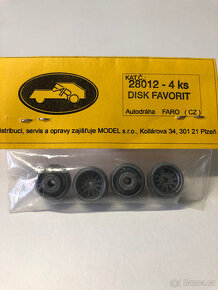 KAT.Č.
28012 - 4 ks
DISK FAVORIT
Autodráha FARO ( CZ )
distribuci, servis a opravy zajišťuje MODEL s.r.o., Kollárova 34, 301 21 Plzeň